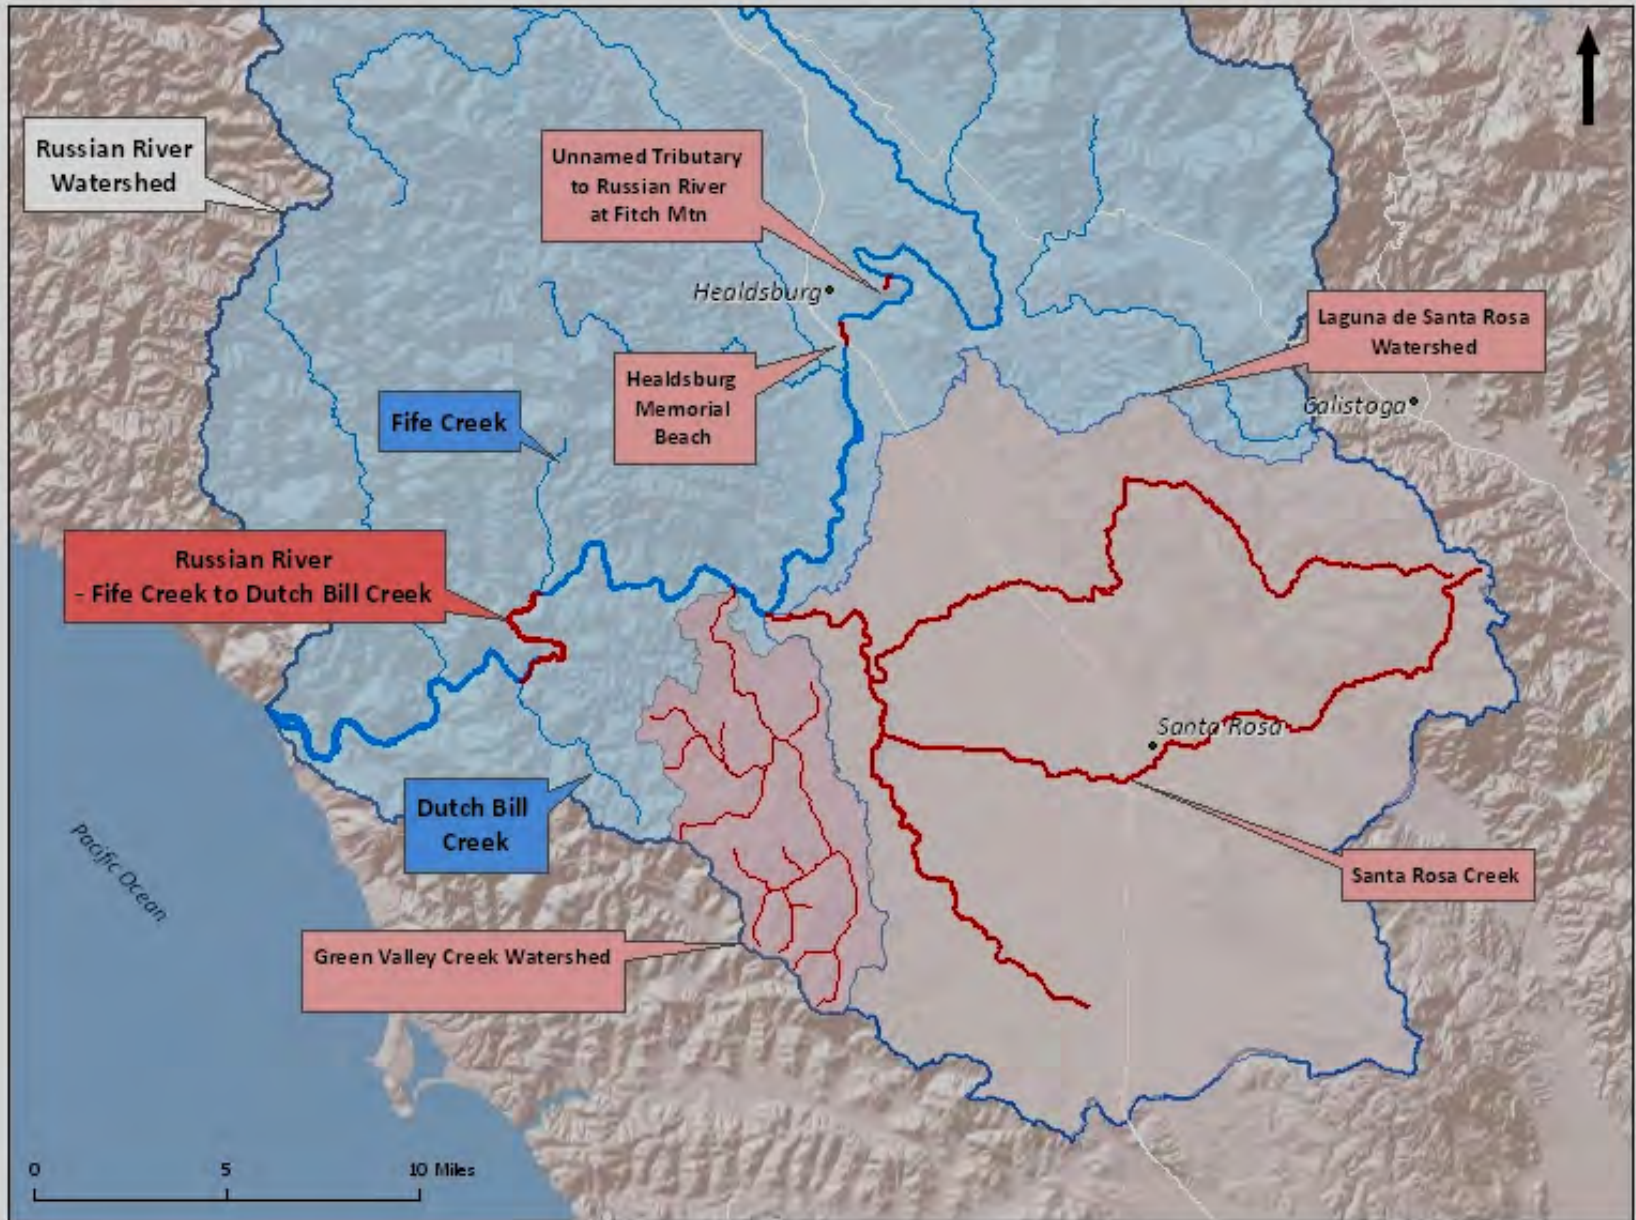 Russian River
Watershed
Unnamed Tributary
to Russian River
at Fitch Mtn
Healdsburg
Laguna de Santa Rosa
Watershed
Calistoga
Healdsburg
Memorial
Beach
Fife Creek
Russian River
- Fife Creek to Dutch Bill Creek
Santa Rosa
Dutch Bill
Creek
Pacific Ocean
Santa Rosa Creek
Green Valley Creek Watershed
0 5 10 Miles